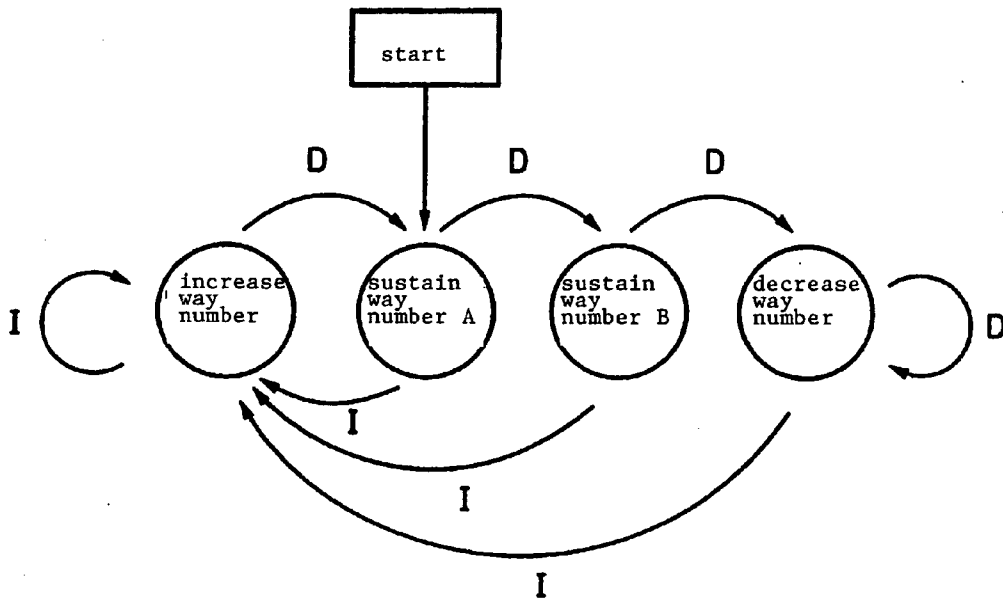 start
D
D
D
increase
way
number
sustain
way
number A
sustain
way
number B
decrease
way
number
I
D
I
I
I